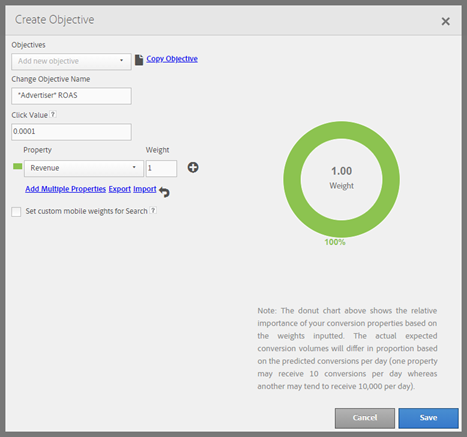 Create Objective
Objectives
Add new objective
Copy Objective
Change Objective Name
"Advertiser" ROAS
Click Value ?
0.0001
Property Weight
Revenue 1
Add Multiple Properties Export Import
Set custom mobile weights for Search ?
1.00
Weight
100%
Note: The donut chart above shows the relative
importance of your conversion properties based on
the weights inputted. The actual expected
conversion volumes will differ in proportion based
on the predicted conversions per day (one property
may receive 10 conversions per day whereas
another may tend to receive 10,000 per day).
Cancel Save